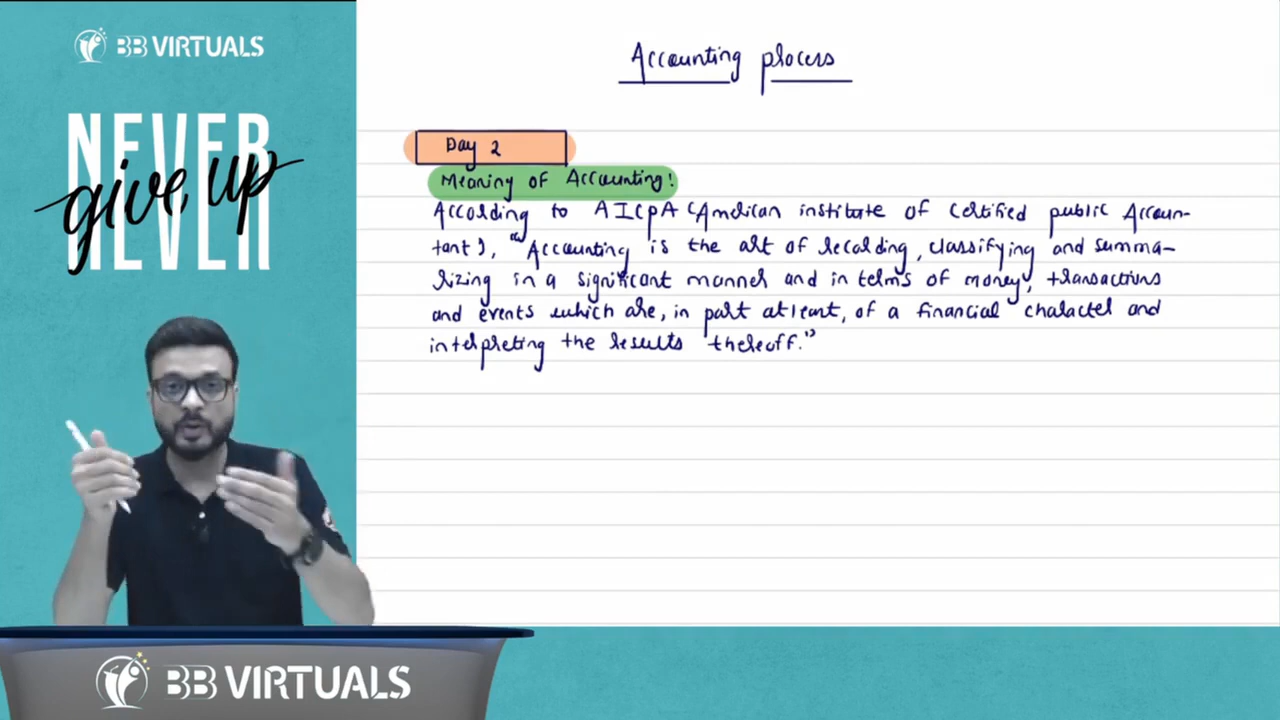 BB VIRTUALS
NEVER
give up
NEVER
Accounting process
Day 2
Meaning of Accounting:
According to AICPA (American institute of Certified public Accoun-
tant), "Accounting is the art of recording, classifying and summa-
rizing in a significant manner and in terms of money, transactions
and events which are, in part atleast, of a financial character and
interpreting the results thereoff."
BB VIRTUALS